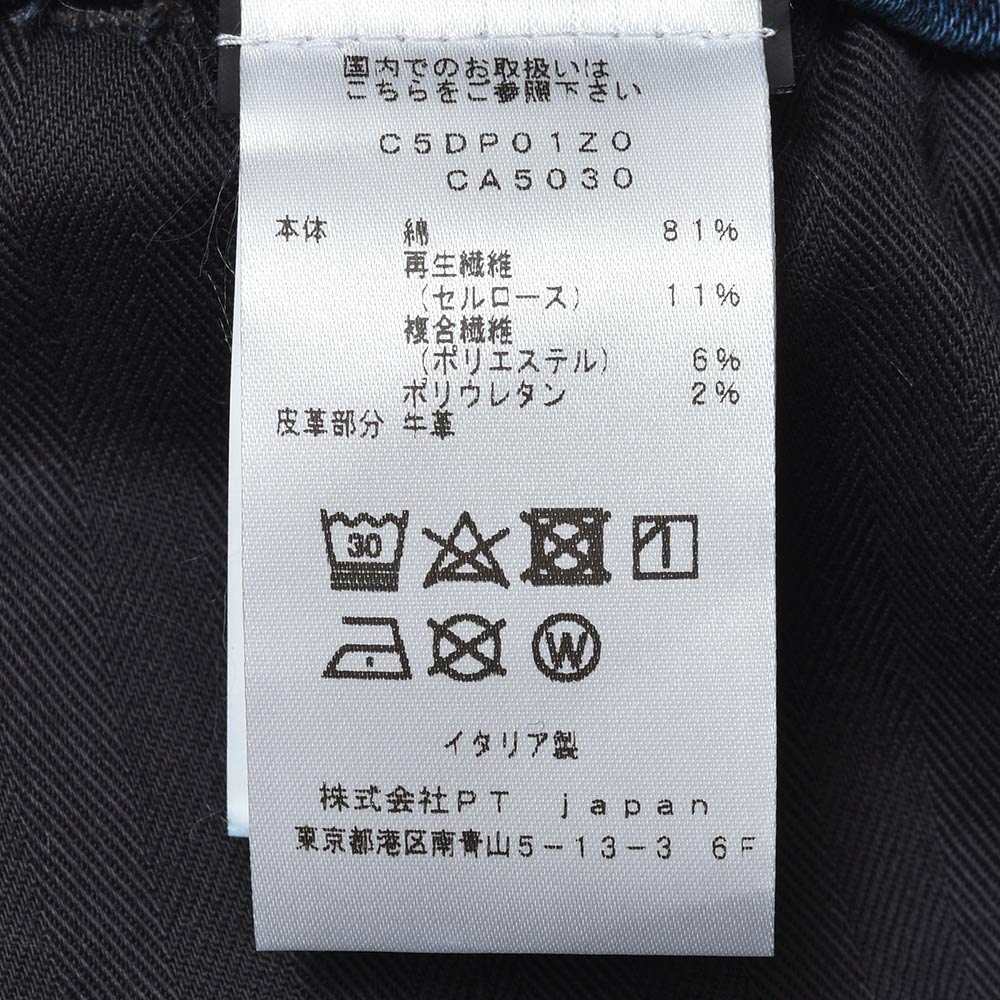 国内でのお取扱いは
こちらをご参照下さい
C5DP01Z0
CA5030
本体 綿 81%
再生繊維
(セルロース) 11%
複合繊維
(ポリエステル) 6%
ポリウレタン 2%
皮革部分 牛革
30
W
イタリア製
株式会社PT japan
東京都港区南青山5-13-3 6F